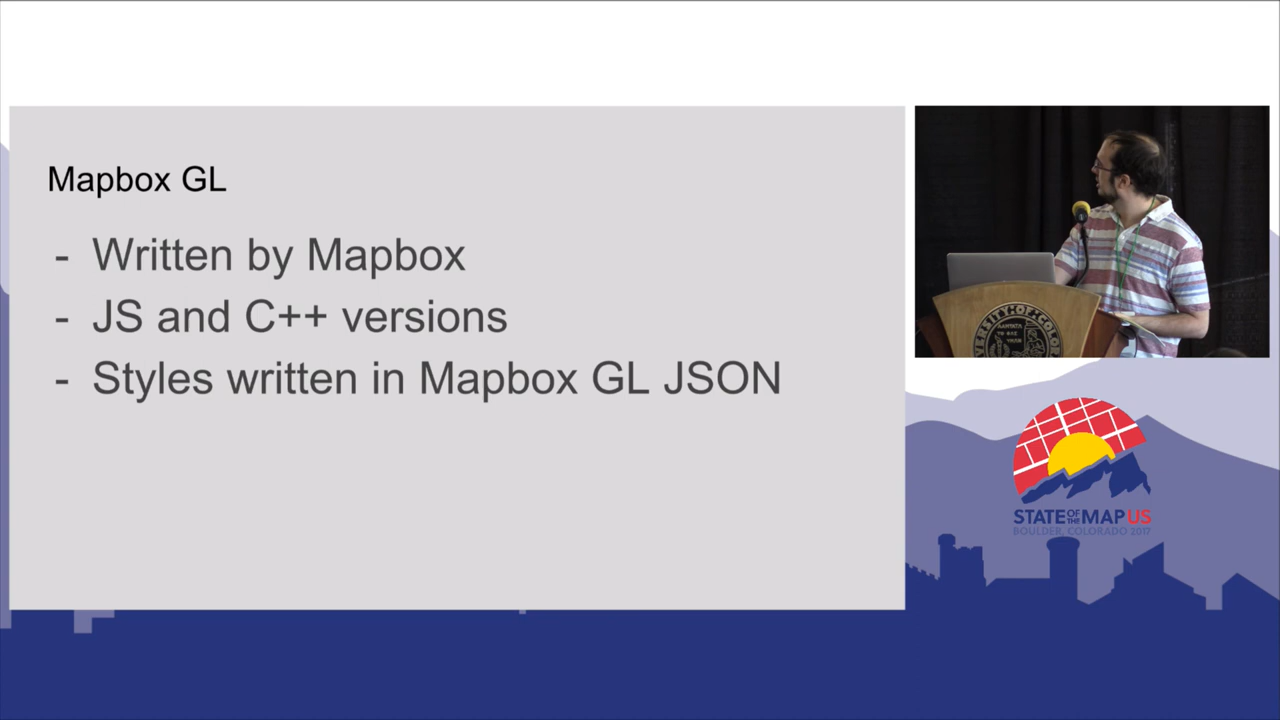 Mapbox GL
- Written by Mapbox
- JS and C++ versions
- Styles written in Mapbox GL JSON
STATE OF THE MAP US
BOULDER, COLORADO 2017